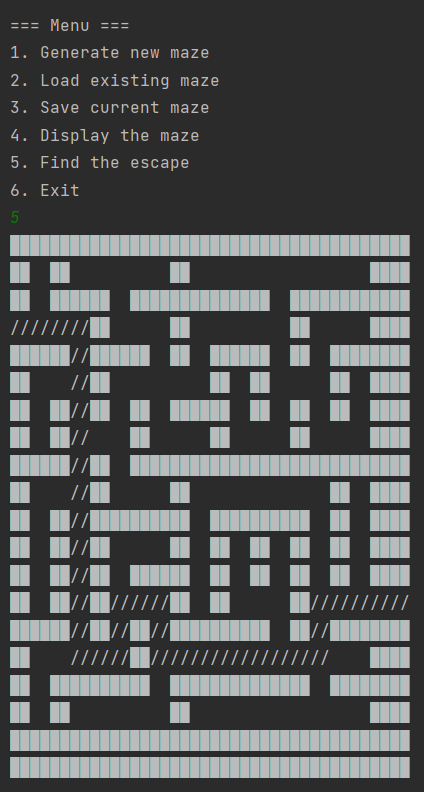 === Menu ===
1. Generate new maze
2. Load existing maze
3. Save current maze
4. Display the maze
5. Find the escape
6. Exit
5